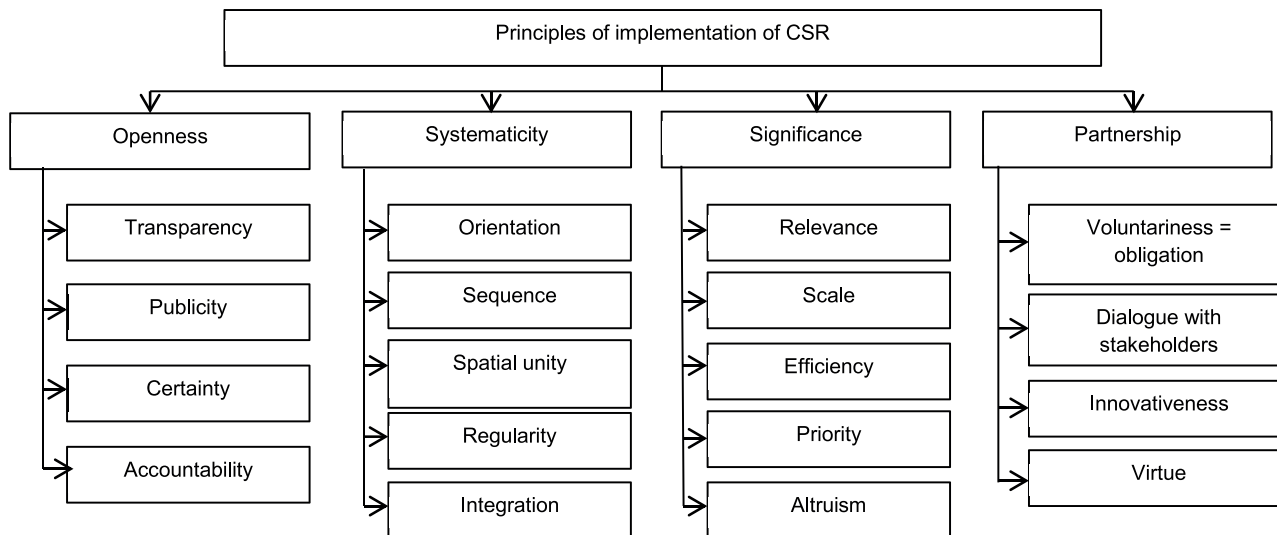 Principles of implementation of CSR
Openness
Transparency
Publicity
Certainty
Accountability
Systematicity
Orientation
Sequence
Spatial unity
Regularity
Integration
Significance
Relevance
Scale
Efficiency
Priority
Altruism
Partnership
Voluntariness =
obligation
Dialogue with
stakeholders
Innovativeness
Virtue